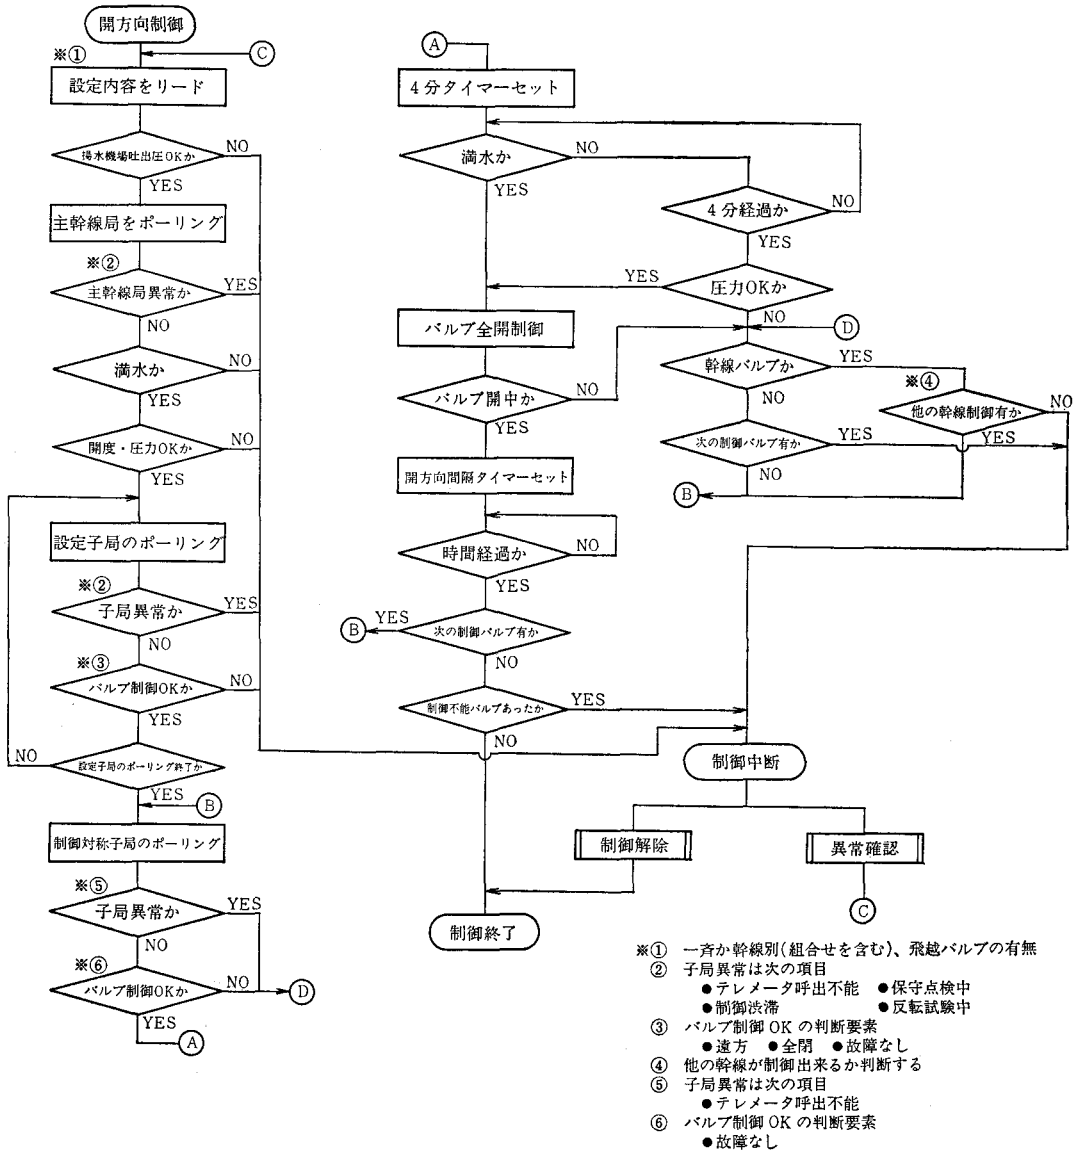 開方向制御
C
※①
設定内容をリード
揚水機場吐出圧OKか
NO
YES
主幹線局をポーリング
※②
主幹線局異常か
YES
NO
満水か
NO
YES
開度・圧力OKか
NO
YES
設定子局のポーリング
※②
子局異常か
YES
NO
※③
バルブ制御OKか
NO
YES
設定子局のポーリング終了か
NO
YES
B
制御対称子局のポーリング
※⑤
子局異常か
YES
NO
※⑥
バルブ制御OKか
NO
D
YES
A
A
4分タイマーセット
満水か
NO
YES
4分経過か
NO
YES
圧力OKか
YES
NO
D
バルブ全開制御
バルブ開中か
NO
YES
幹線バルブか
YES
NO
※④
他の幹線制御有か
NO
YES
次の制御バルブ有か
YES
NO
B
開方向間隔タイマーセット
時間経過か
NO
YES
次の制御バルブ有か
YES
B
NO
制御不能バルブあったか
YES
NO
制御中断
制御解除
異常確認
C
制御終了
※① 一斉か幹線別(組合せを含む)、飛越バルブの有無
② 子局異常は次の項目
●テレメータ呼出不能 ●保守点検中
●制御渋滞 ●反転試験中
③ バルブ制御OKの判断要素
●遠方 ●全閉 ●故障なし
④ 他の幹線が制御出来るか判断する
⑤ 子局異常は次の項目
●テレメータ呼出不能
⑥ バルブ制御OKの判断要素
●故障なし